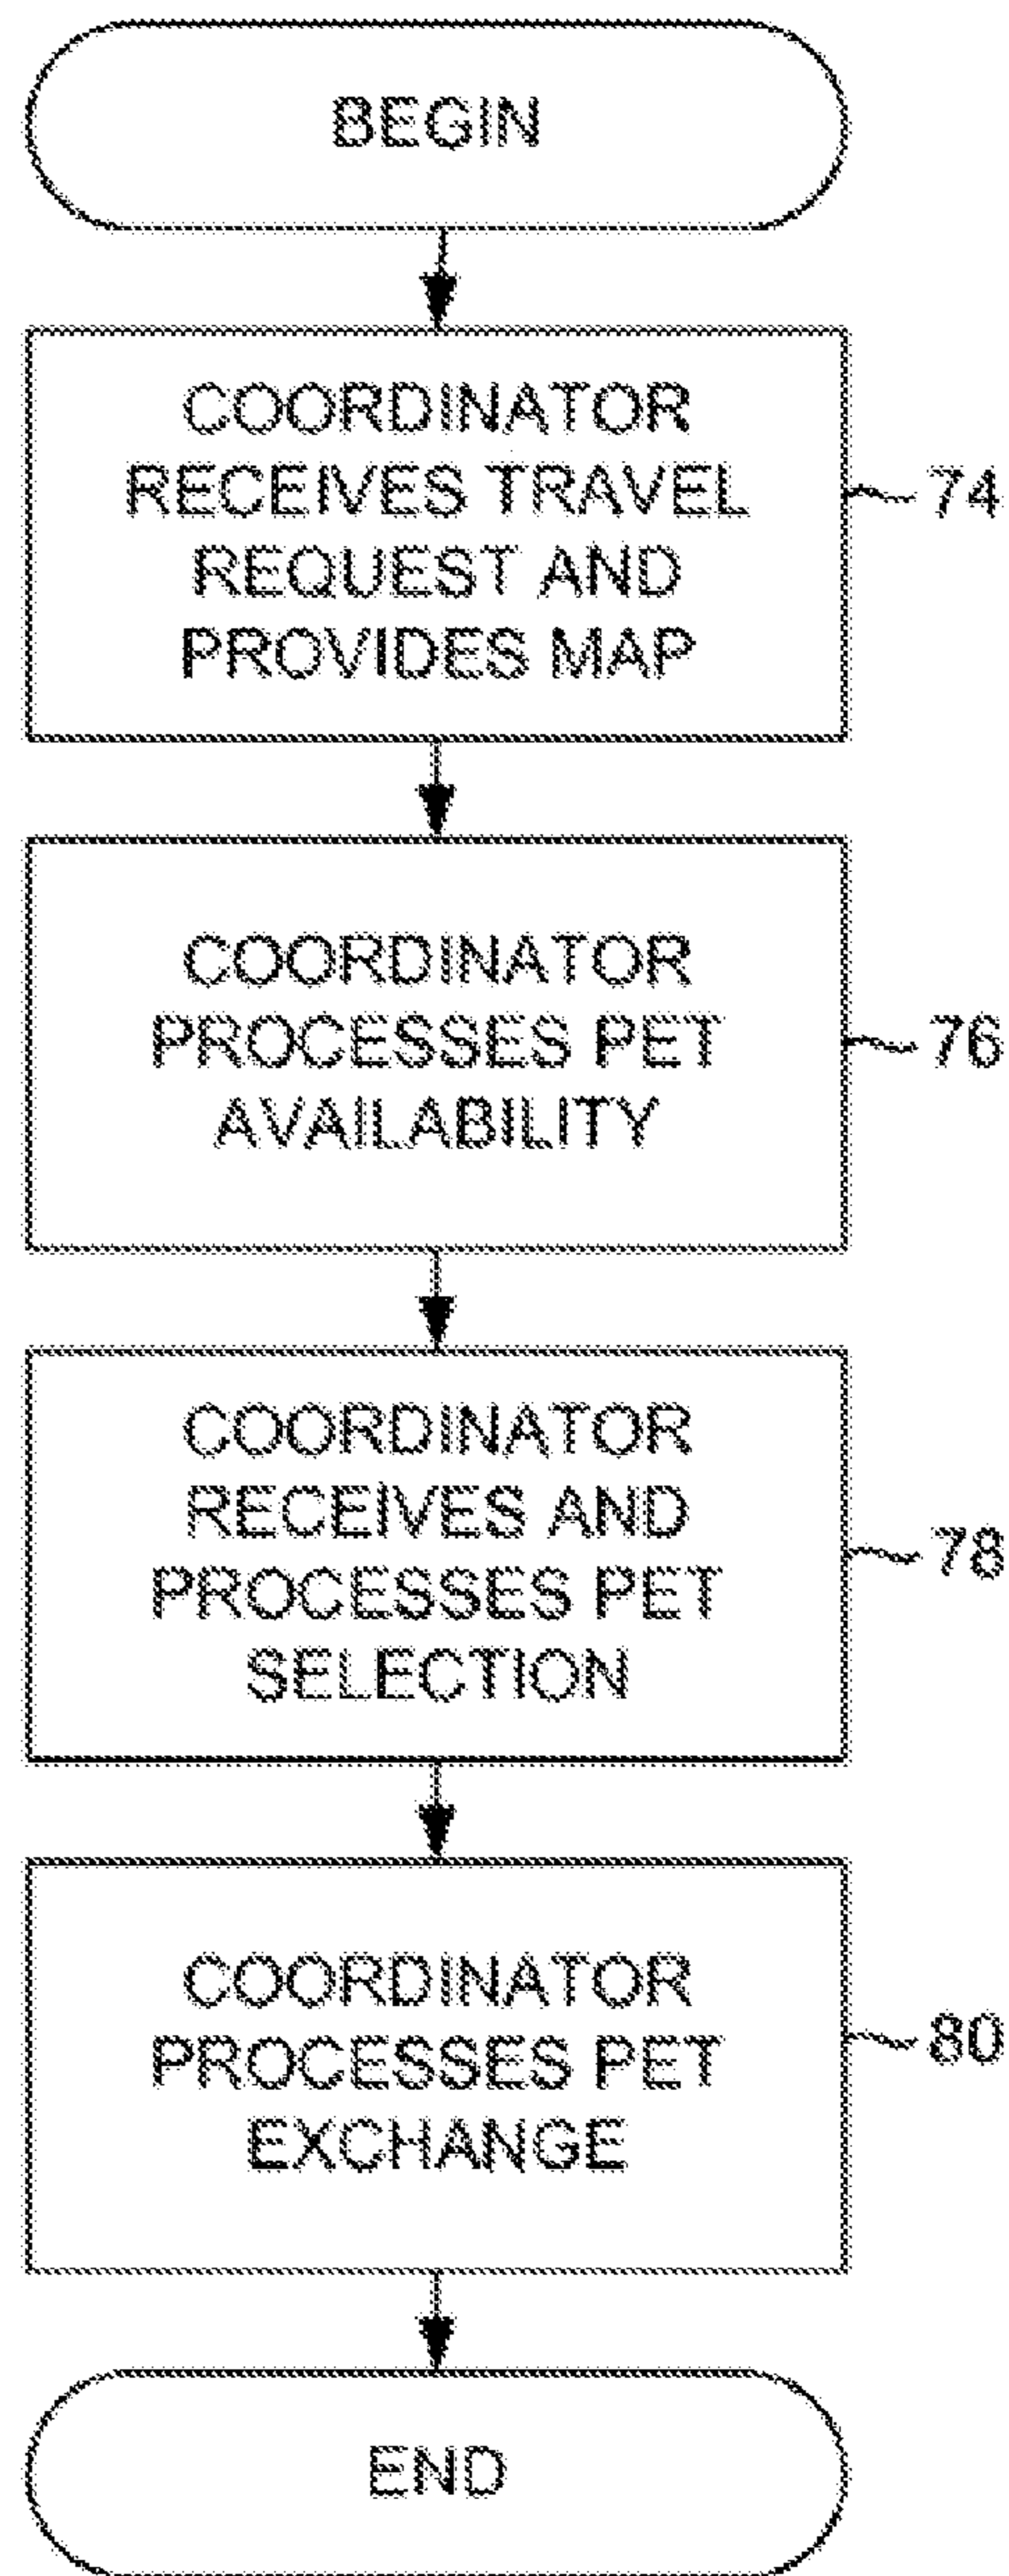 BEGIN
COORDINATOR
RECEIVES TRAVEL
REQUEST AND
PROVIDES MAP
74
COORDINATOR
PROCESSES PET
AVAILABILITY
76
COORDINATOR
RECEIVES AND
PROCESSES PET
SELECTION
78
COORDINATOR
PROCESSES PET
EXCHANGE
80
END